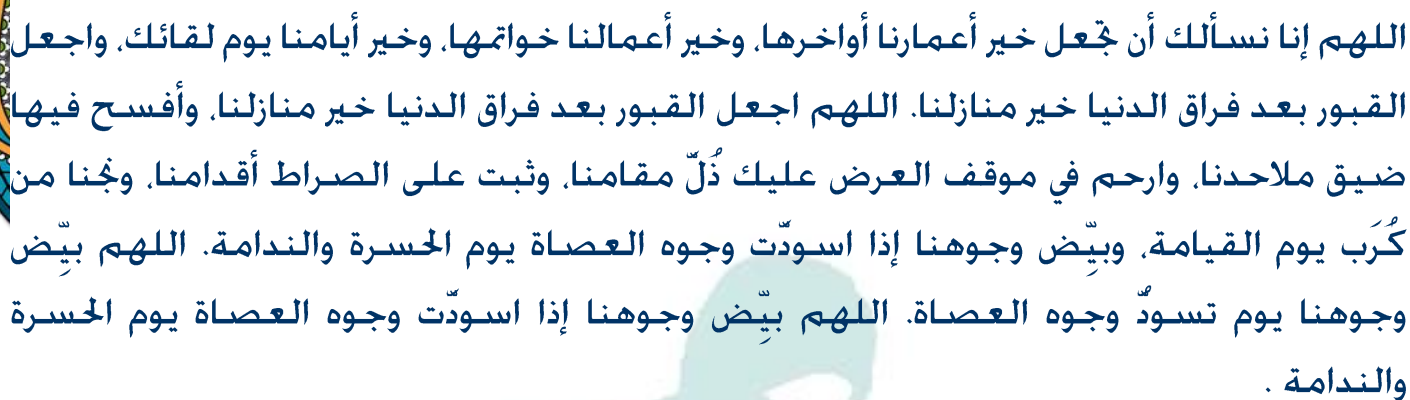 اللهم إنا نسألك أن تجعل خير أعمارنا أواخرها، وخير أعمالنا خواتمها، وخير أيامنا يوم لقائك، واجعل
القبور بعد فراق الدنيا خير منازلنا. اللهم اجعل القبور بعد فراق الدنيا خير منازلنا، وأفسح فيها
ضيق ملاحدنا، وارحم في موقف العرض عليك ذُلّ مقامنا، وثبت على الصراط أقدامنا، ونجنا من
كُرَب يوم القيامة، وبيِّض وجوهنا إذا اسودّت وجوه العصاة يوم الحسرة والندامة. اللهم بيِّض
وجوهنا يوم تسودُّ وجوه العصاة. اللهم بيِّض وجوهنا إذا اسودّت وجوه العصاة يوم الحسرة
والندامة .